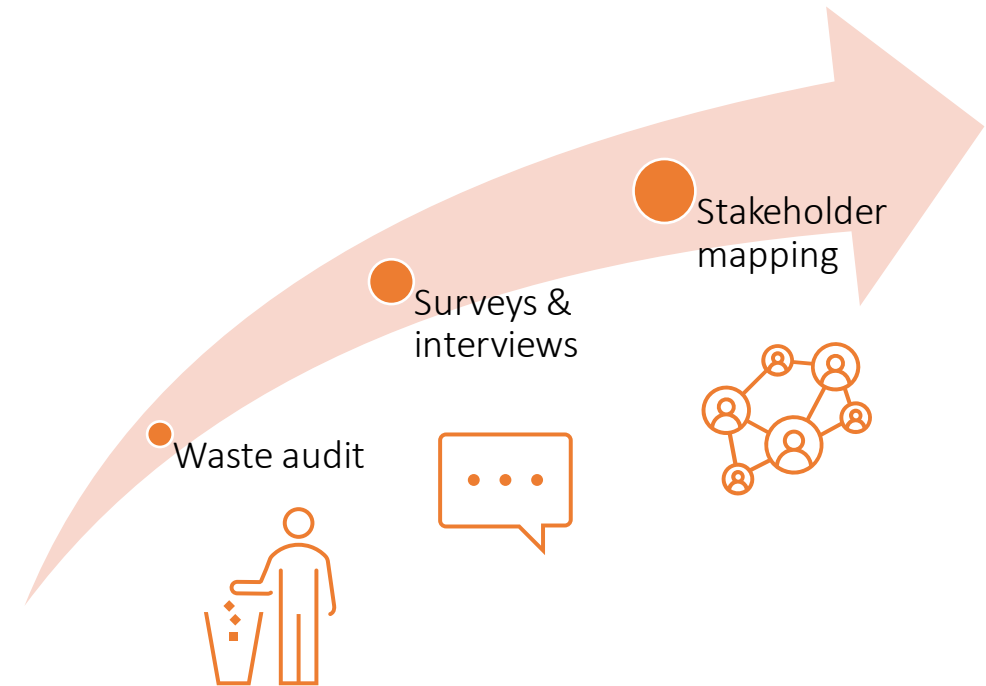 Stakeholder
mapping
Surveys &
interviews
Waste audit